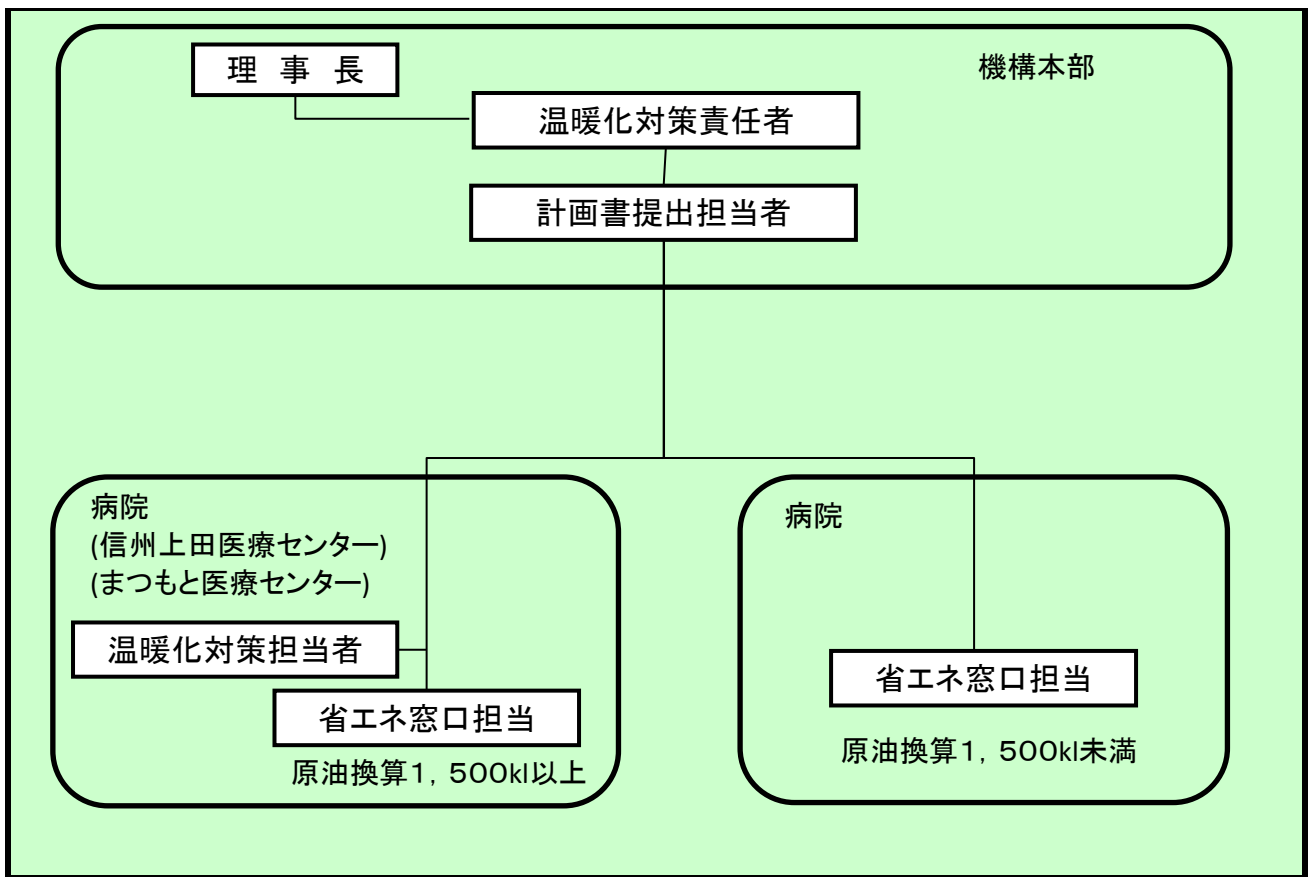 理 事 長
機構本部
温暖化対策責任者
計画書提出担当者
病院
(信州上田医療センター)
(まつもと医療センター)
温暖化対策担当者
省エネ窓口担当
原油換算1，500kl以上
病院
省エネ窓口担当
原油換算1，500kl未満